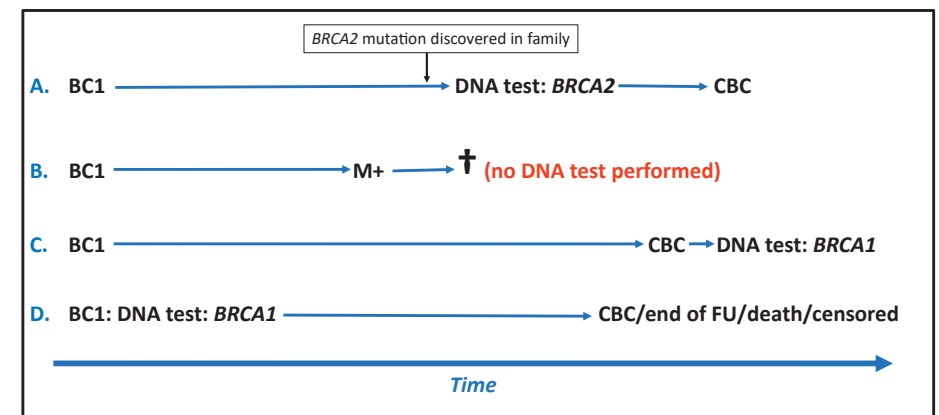 BRCA2 mutation discovered in family
A. BC1 DNA test: BRCA2 CBC
B. BC1 M+ † (no DNA test performed)
C. BC1 CBC DNA test: BRCA1
D. BC1: DNA test: BRCA1 CBC/end of FU/death/censored
Time